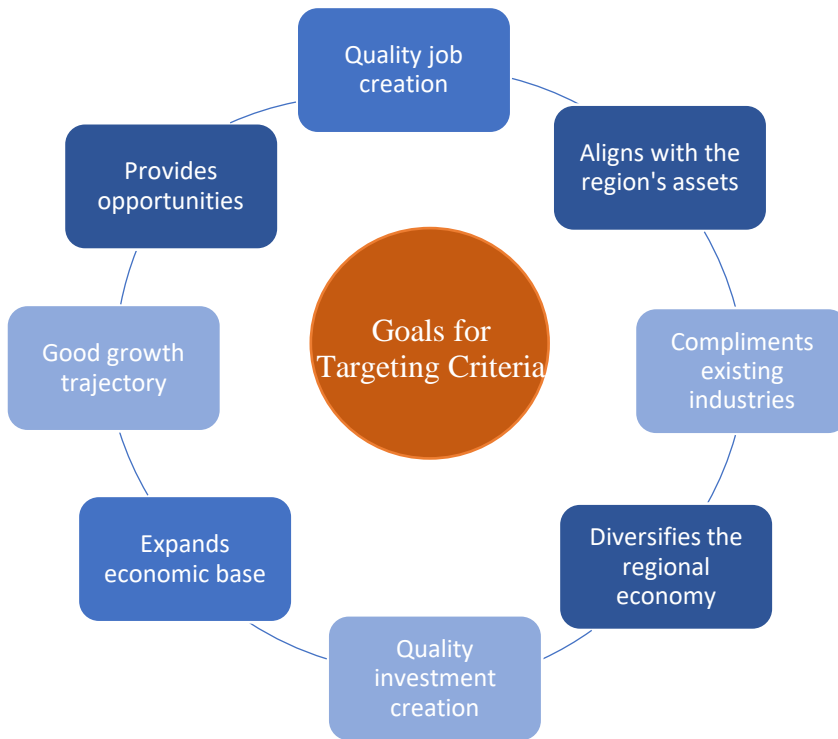 Quality job
creation
Aligns with the
region's assets
Compliments
existing
industries
Diversifies the
regional
economy
Quality
investment
creation
Expands
economic base
Good growth
trajectory
Provides
opportunities
Goals for
Targeting Criteria